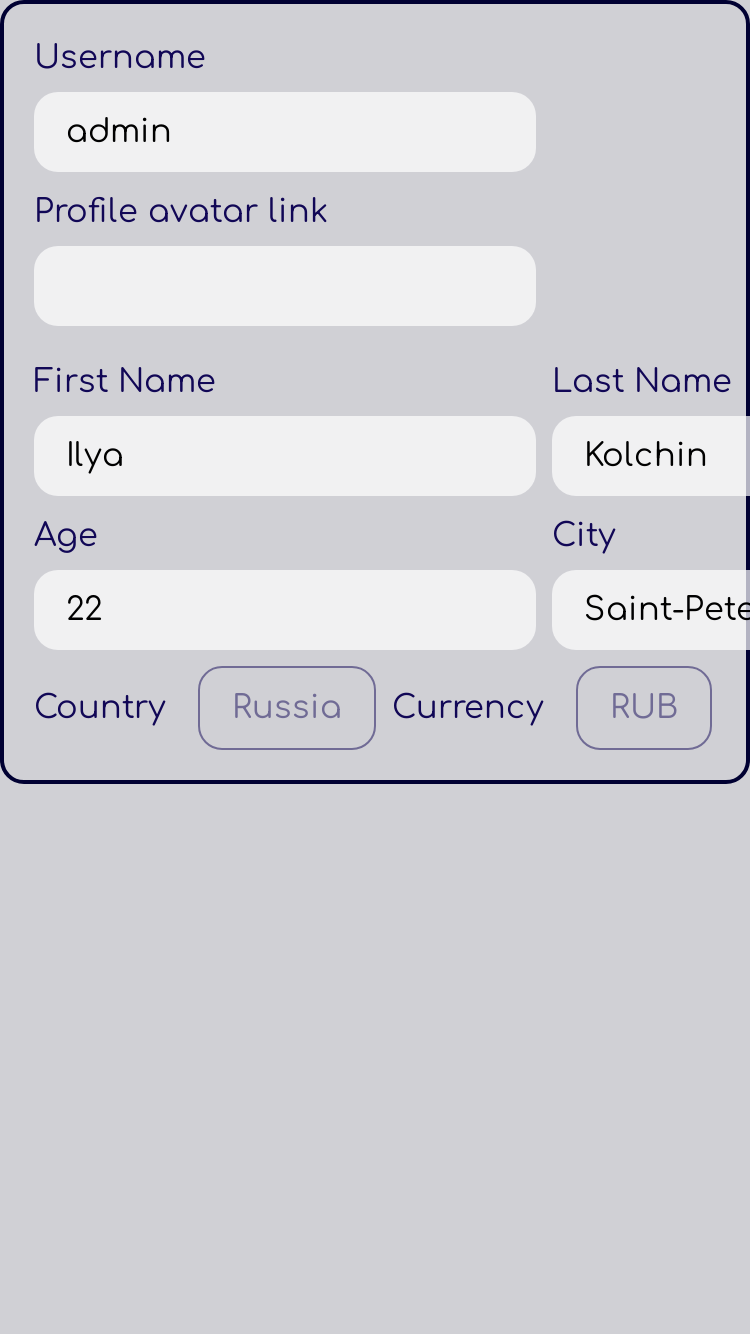 Username
admin
Profile avatar link
First Name Last Name
Ilya Kolchin
Age City
22 Saint-Pete
Country Russia Currency RUB